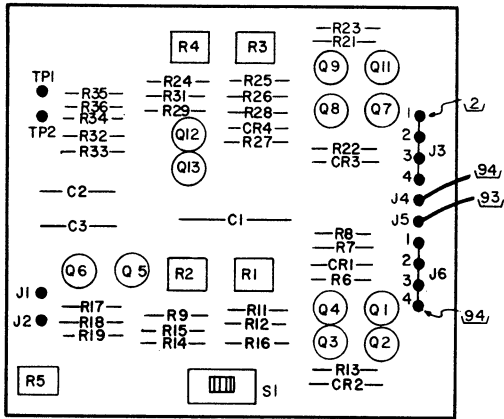 R4
R3
R23
R21
Q9
Q11
TP1
TP2
R35
R36
R34
R32
R33
R24
R31
R29
Q12
Q13
R25
R26
R28
CR4
R27
Q8
Q7
R22
CR3
1
2
3
4
J3
2
J4
94
J5
93
C2
C3
C1
R8
R7
CR1
R6
1
2
3
4
J6
94
Q6
Q5
R2
R1
J1
J2
R17
R18
R19
R9
R15
R14
R11
R12
R16
Q4
Q1
Q3
Q2
R13
CR2
R5
S1